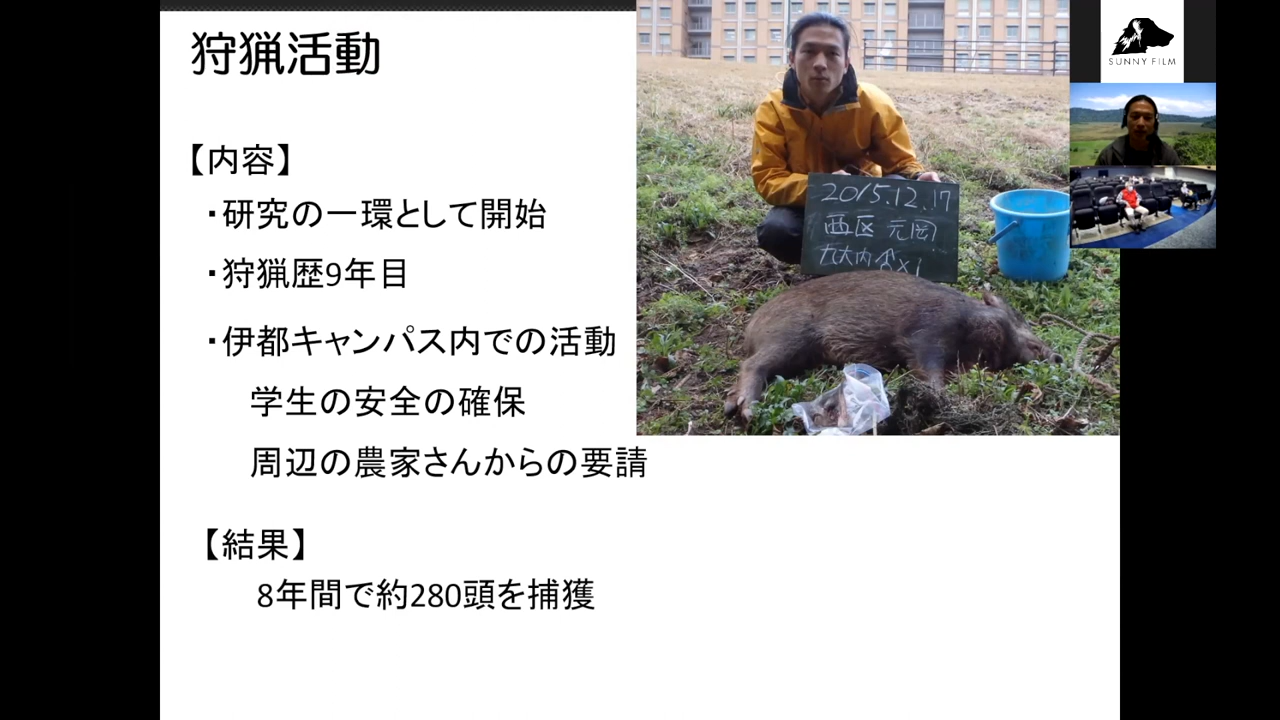 狩猟活動
【内容】
・研究の一環として開始
・狩猟歴9年目
・伊都キャンパス内での活動
学生の安全の確保
周辺の農家さんからの要請
【結果】
8年間で約280頭を捕獲
2015.12.17
西区 元岡
九大内 ♂×1
SUNNY FILM